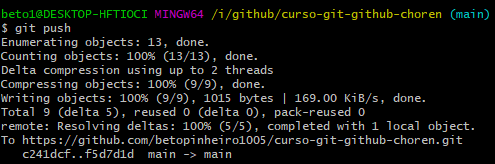 beto1@DESKTOP-HFTIOCI MINGW64 /i/github/curso-git-github-choren (main)
$ git push
Enumerating objects: 13, done.
Counting objects: 100% (13/13), done.
Delta compression using up to 2 threads
Compressing objects: 100% (9/9), done.
Writing objects: 100% (9/9), 1015 bytes | 169.00 KiB/s, done.
Total 9 (delta 5), reused 0 (delta 0), pack-reused 0
remote: Resolving deltas: 100% (5/5), completed with 1 local object.
To https://github.com/betopinheiro1005/curso-git-github-choren.git
   c241dcf..f5d7d1d  main -> main